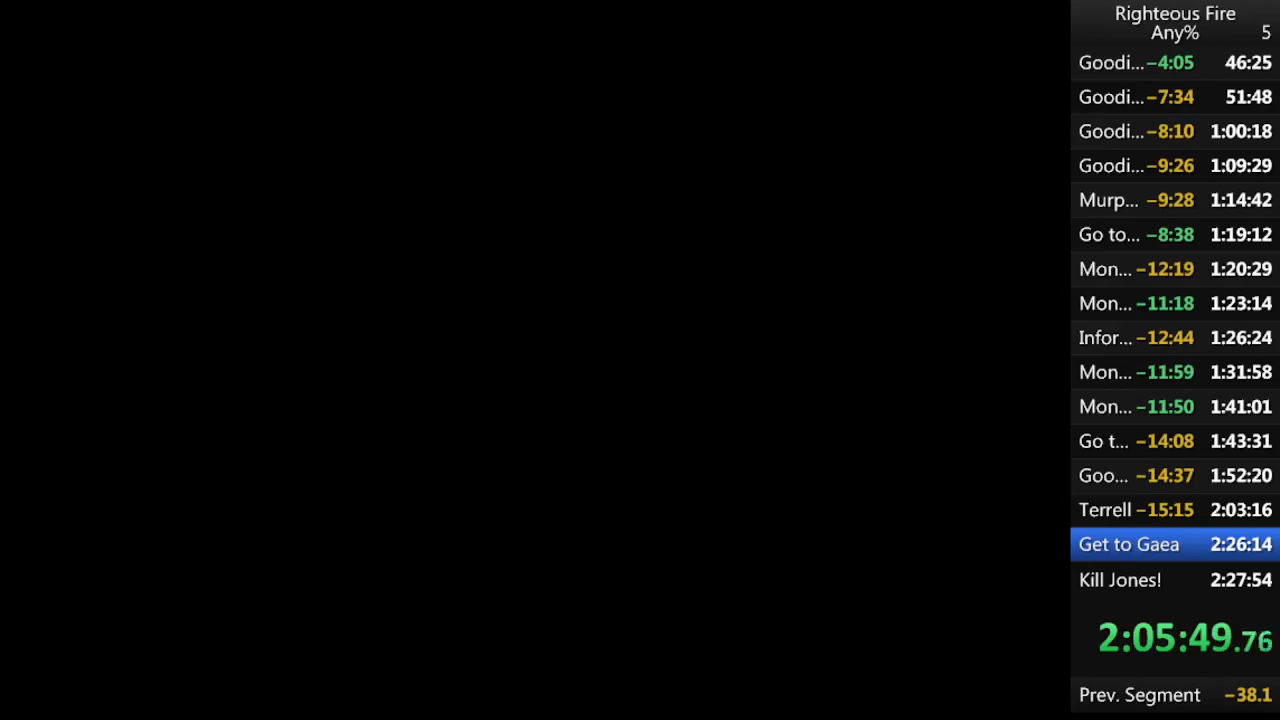 Righteous Fire
Any% 5
Goodi... −4:05 46:25
Goodi... −7:34 51:48
Goodi... −8:10 1:00:18
Goodi... −9:26 1:09:29
Murp... −9:28 1:14:42
Go to... −8:38 1:19:12
Mon... −12:19 1:20:29
Mon... −11:18 1:23:14
Infor... −12:44 1:26:24
Mon... −11:59 1:31:58
Mon... −11:50 1:41:01
Go t... −14:08 1:43:31
Goo... −14:37 1:52:20
Terrell −15:15 2:03:16
Get to Gaea 2:26:14
Kill Jones! 2:27:54
2:05:49.76
Prev. Segment −38.1